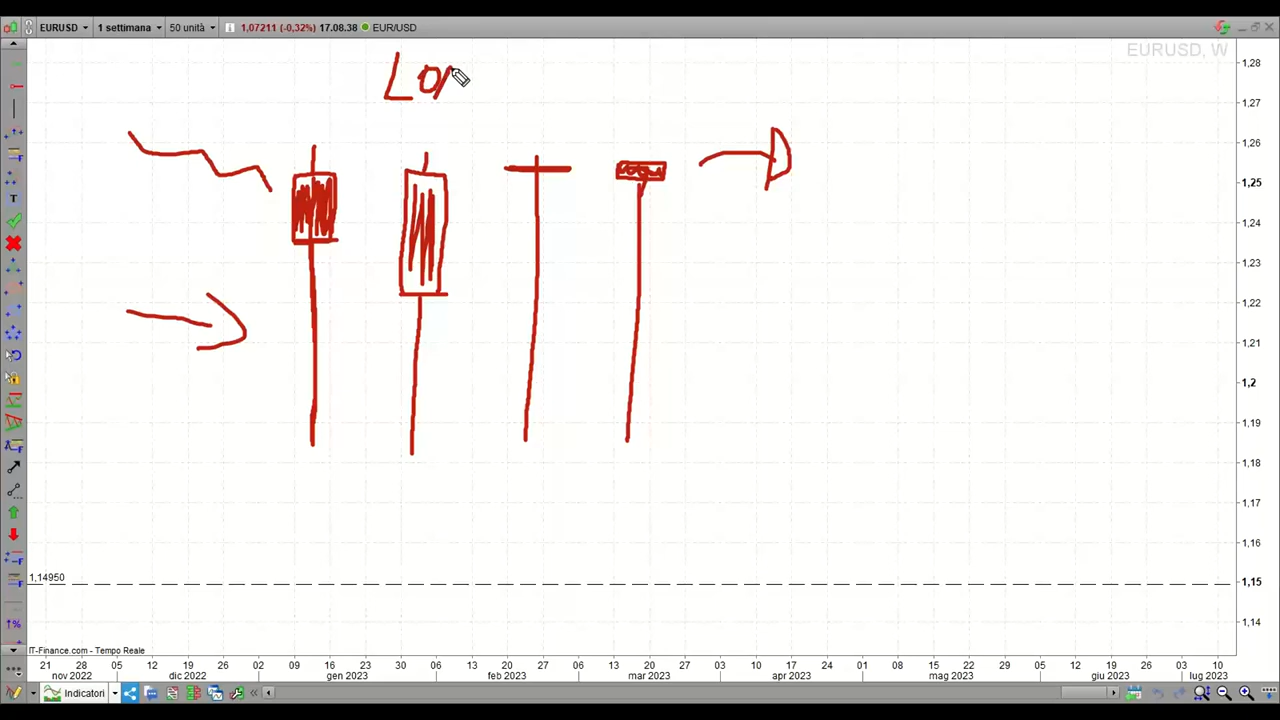 EURUSD 1 settimana 50 unità 1,07211 (-0,32%) 17.08.38 EUR/USD
EURUSD, W
Lon
1,28
1,27
1,26
1,25
1,24
1,23
1,22
1,21
1,2
1,19
1,18
1,17
1,16
1,14950
1,15
1,14
IT-Finance.com - Tempo Reale
21 28 05 12 19 26 02 09 16 23 30 06 13 20 27 06 13 20 27 03 10 17 24 01 08 15 22 29 05 12 19 26 03 10
nov 2022 dic 2022 gen 2023 feb 2023 mar 2023 apr 2023 mag 2023 giu 2023 lug 2023
Indicatori